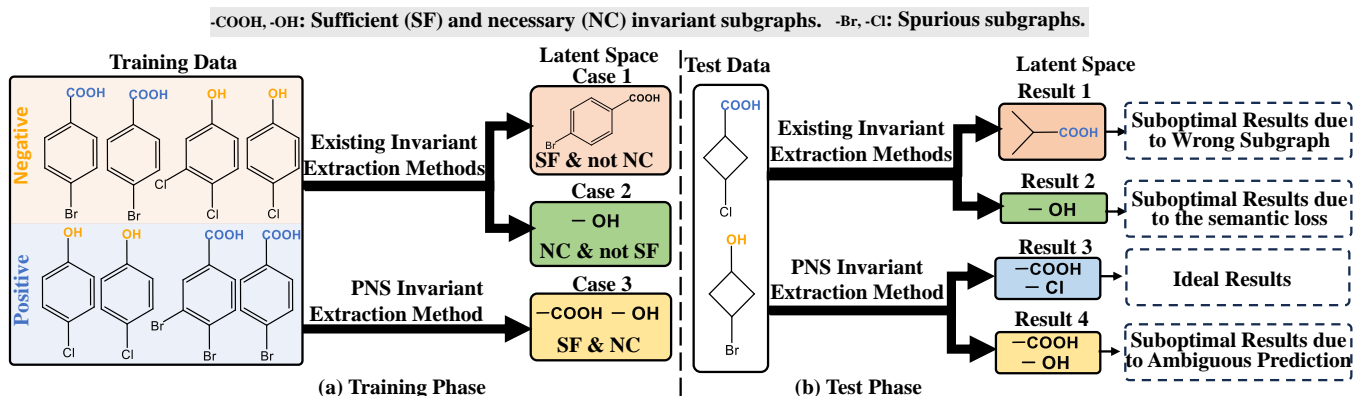 -COOH, -OH: Sufficient (SF) and necessary (NC) invariant subgraphs. -Br, -Cl: Spurious subgraphs.
Training Data
Negative
COOH
COOH
OH
OH
Br
Br
Cl
Cl
Cl
Positive
OH
OH
COOH
COOH
Cl
Cl
Br
Br
Br
Existing Invariant
Extraction Methods
PNS Invariant
Extraction Method
Latent Space
Case 1
COOH
Br
SF & not NC
Case 2
– OH
NC & not SF
Case 3
–COOH – OH
SF & NC
(a) Training Phase
Test Data
COOH
Cl
OH
Br
Existing Invariant
Extraction Methods
PNS Invariant
Extraction Method
Latent Space
Result 1
COOH
Result 2
– OH
Result 3
–COOH
– Cl
Result 4
–COOH
– OH
Suboptimal Results due
to Wrong Subgraph
Suboptimal Results due
to the semantic loss
Ideal Results
Suboptimal Results due
to Ambiguous Prediction
(b) Test Phase